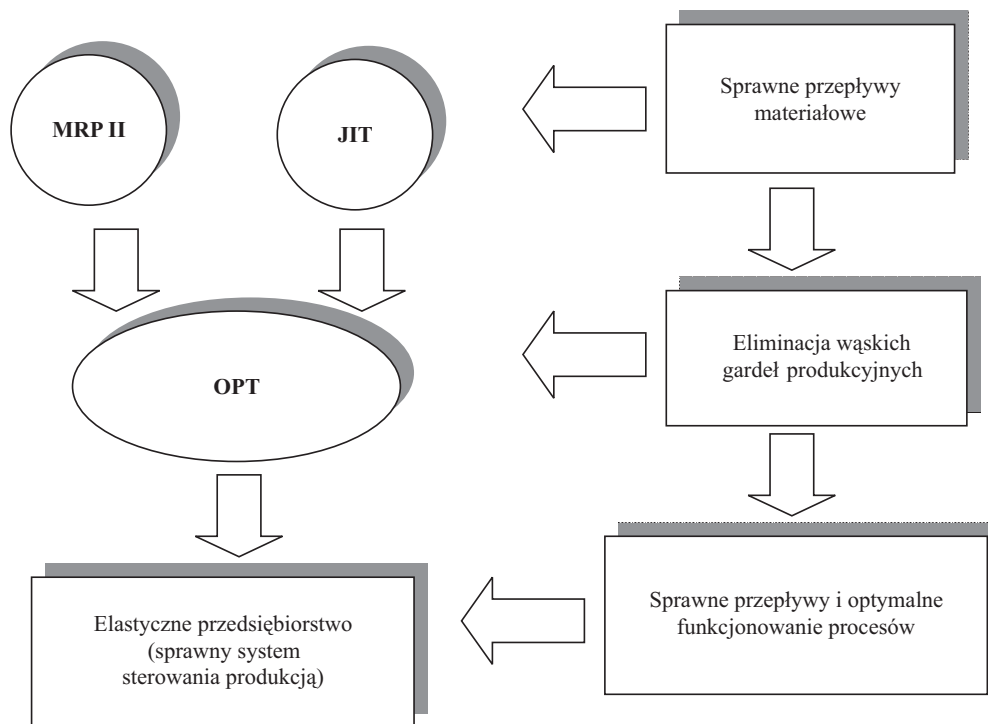 MRP II
JIT
Sprawne przepływy
materiałowe
OPT
Eliminacja wąskich
gardeł produkcyjnych
Elastyczne przedsiębiorstwo
(sprawny system
sterowania produkcją)
Sprawne przepływy i optymalne
funkcjonowanie procesów